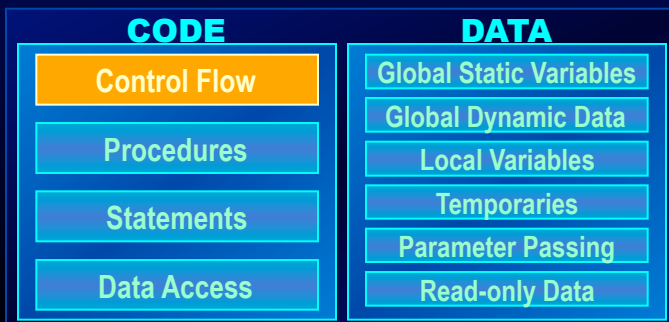 CODE
Control Flow
Procedures
Statements
Data Access
DATA
Global Static Variables
Global Dynamic Data
Local Variables
Temporaries
Parameter Passing
Read-only Data